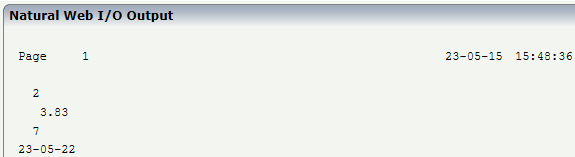 Natural Web I/O Output
Page 1 23-05-15 15:48:36
2
3.83
7
23-05-22